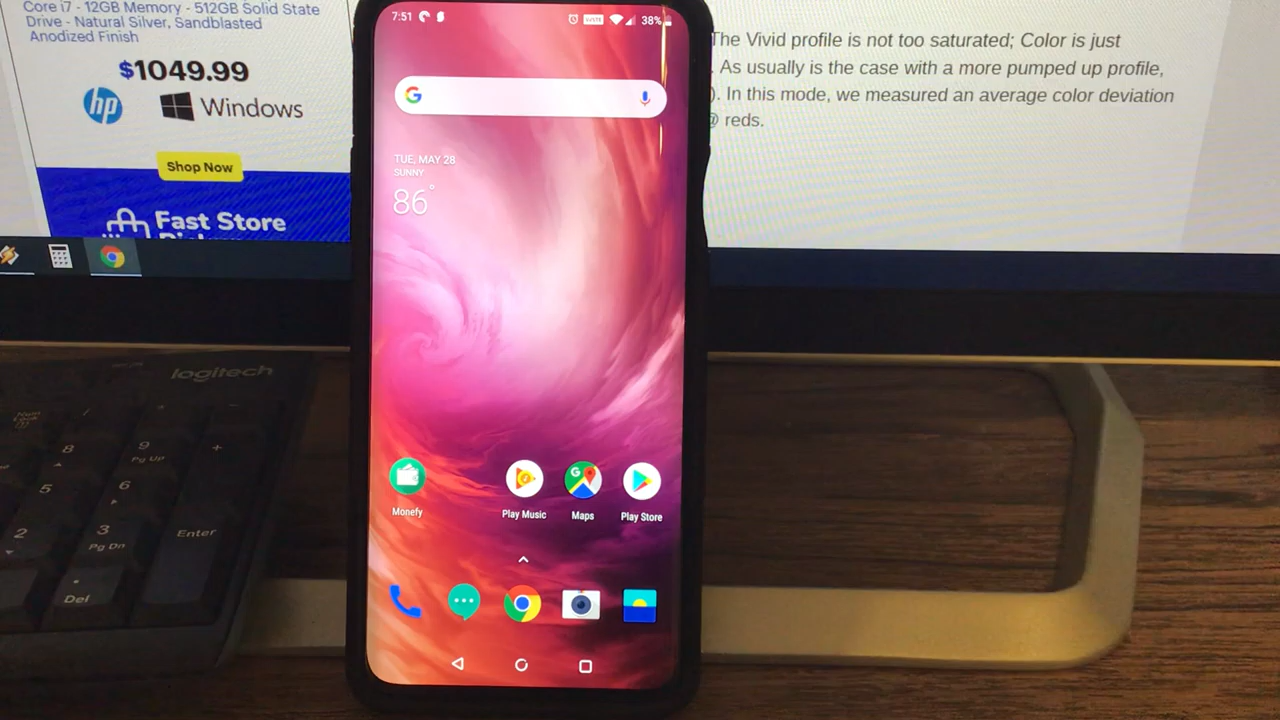 Core i7 - 12GB Memory - 512GB Solid State
Drive - Natural Silver, Sandblasted
Anodized Finish
$1049.99
hp
Windows
Shop Now
Fast Store
7:51
VoLTE
38%
G
TUE, MAY 28
SUNNY
86°
Monefy
Play Music
G
Maps
Play Store
The Vivid profile is not too saturated; Color is just
. As usually is the case with a more pumped up profile,
). In this mode, we measured an average color deviation
@ reds.
logitech
Num
Lock
/
*
-
8
9
Pg Up
+
5
6
2
3
Pg Dn
Enter
.
Del